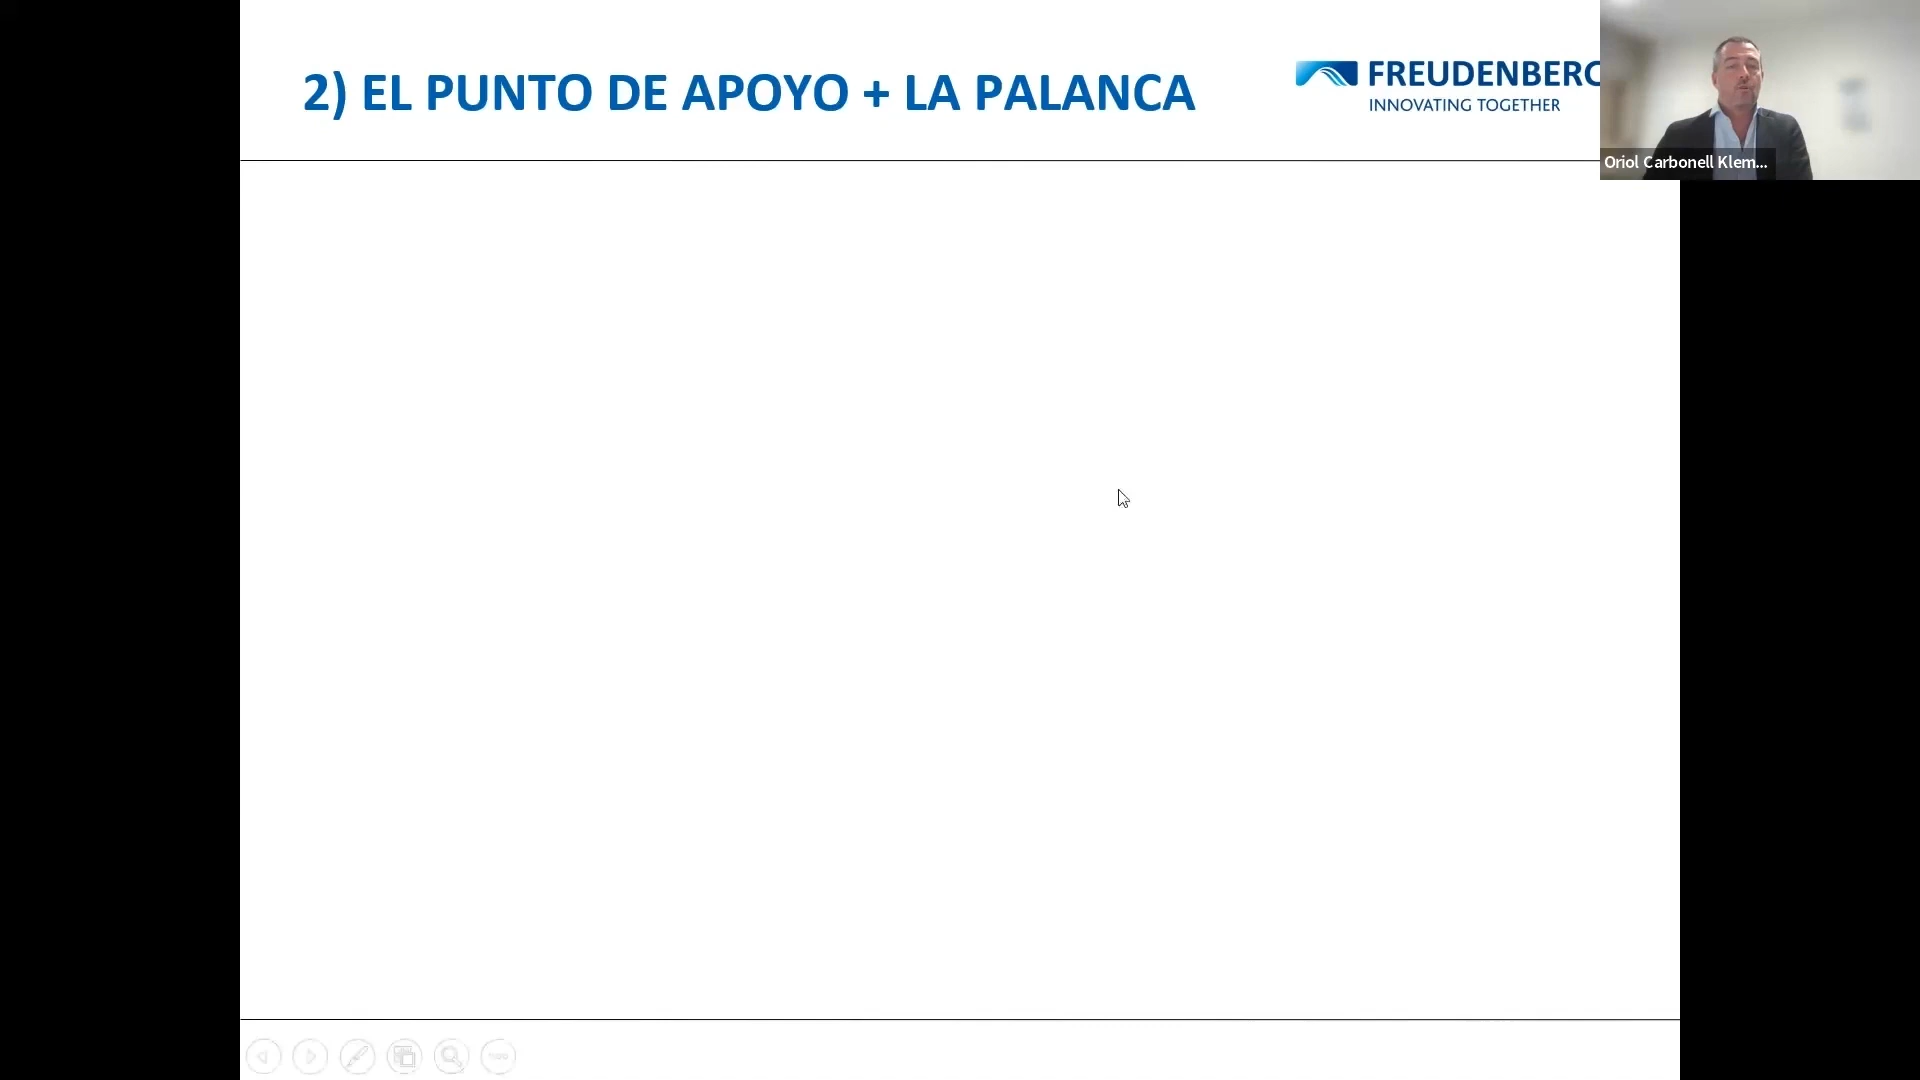 2) EL PUNTO DE APOYO + LA PALANCA
FREUDENBERG
INNOVATING TOGETHER
Oriol Carbonell Klem...